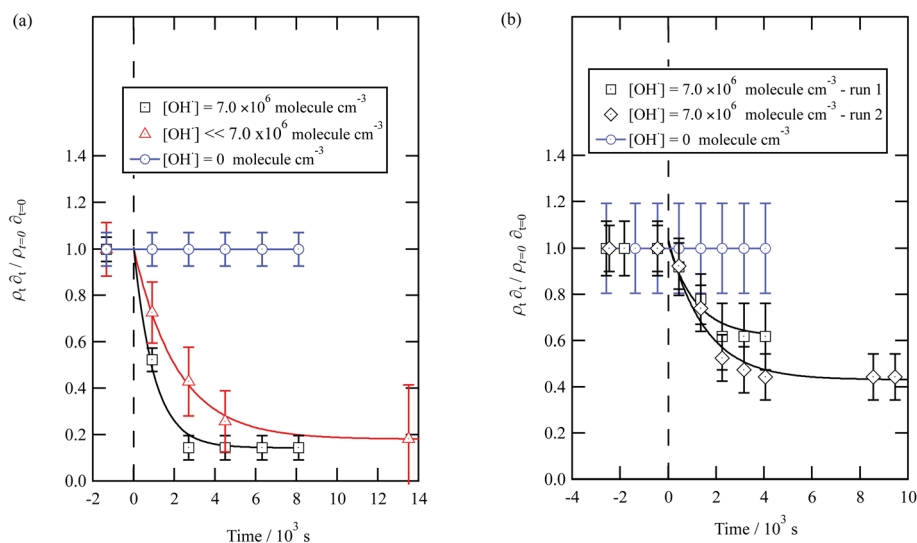 (a)
[OH˙] = 7.0 ×10⁶ molecule cm⁻³
[OH˙] << 7.0 x10⁶ molecule cm⁻³
[OH˙] = 0 molecule cm⁻³
1.4
1.2
1.0
0.8
0.6
0.4
0.2
0.0
ρₜ ∂ₜ / ρₜ₌₀ ∂ₜ₌₀
-2 0 2 4 6 8 10 12 14
Time / 10³ s
(b)
[OH˙] = 7.0 ×10⁶ molecule cm⁻³ - run 1
[OH˙] = 7.0 ×10⁶ molecule cm⁻³ - run 2
[OH˙] = 0 molecule cm⁻³
1.4
1.2
1.0
0.8
0.6
0.4
0.2
0.0
ρₜ ∂ₜ / ρₜ₌₀ ∂ₜ₌₀
-4 -2 0 2 4 6 8 10
Time / 10³ s